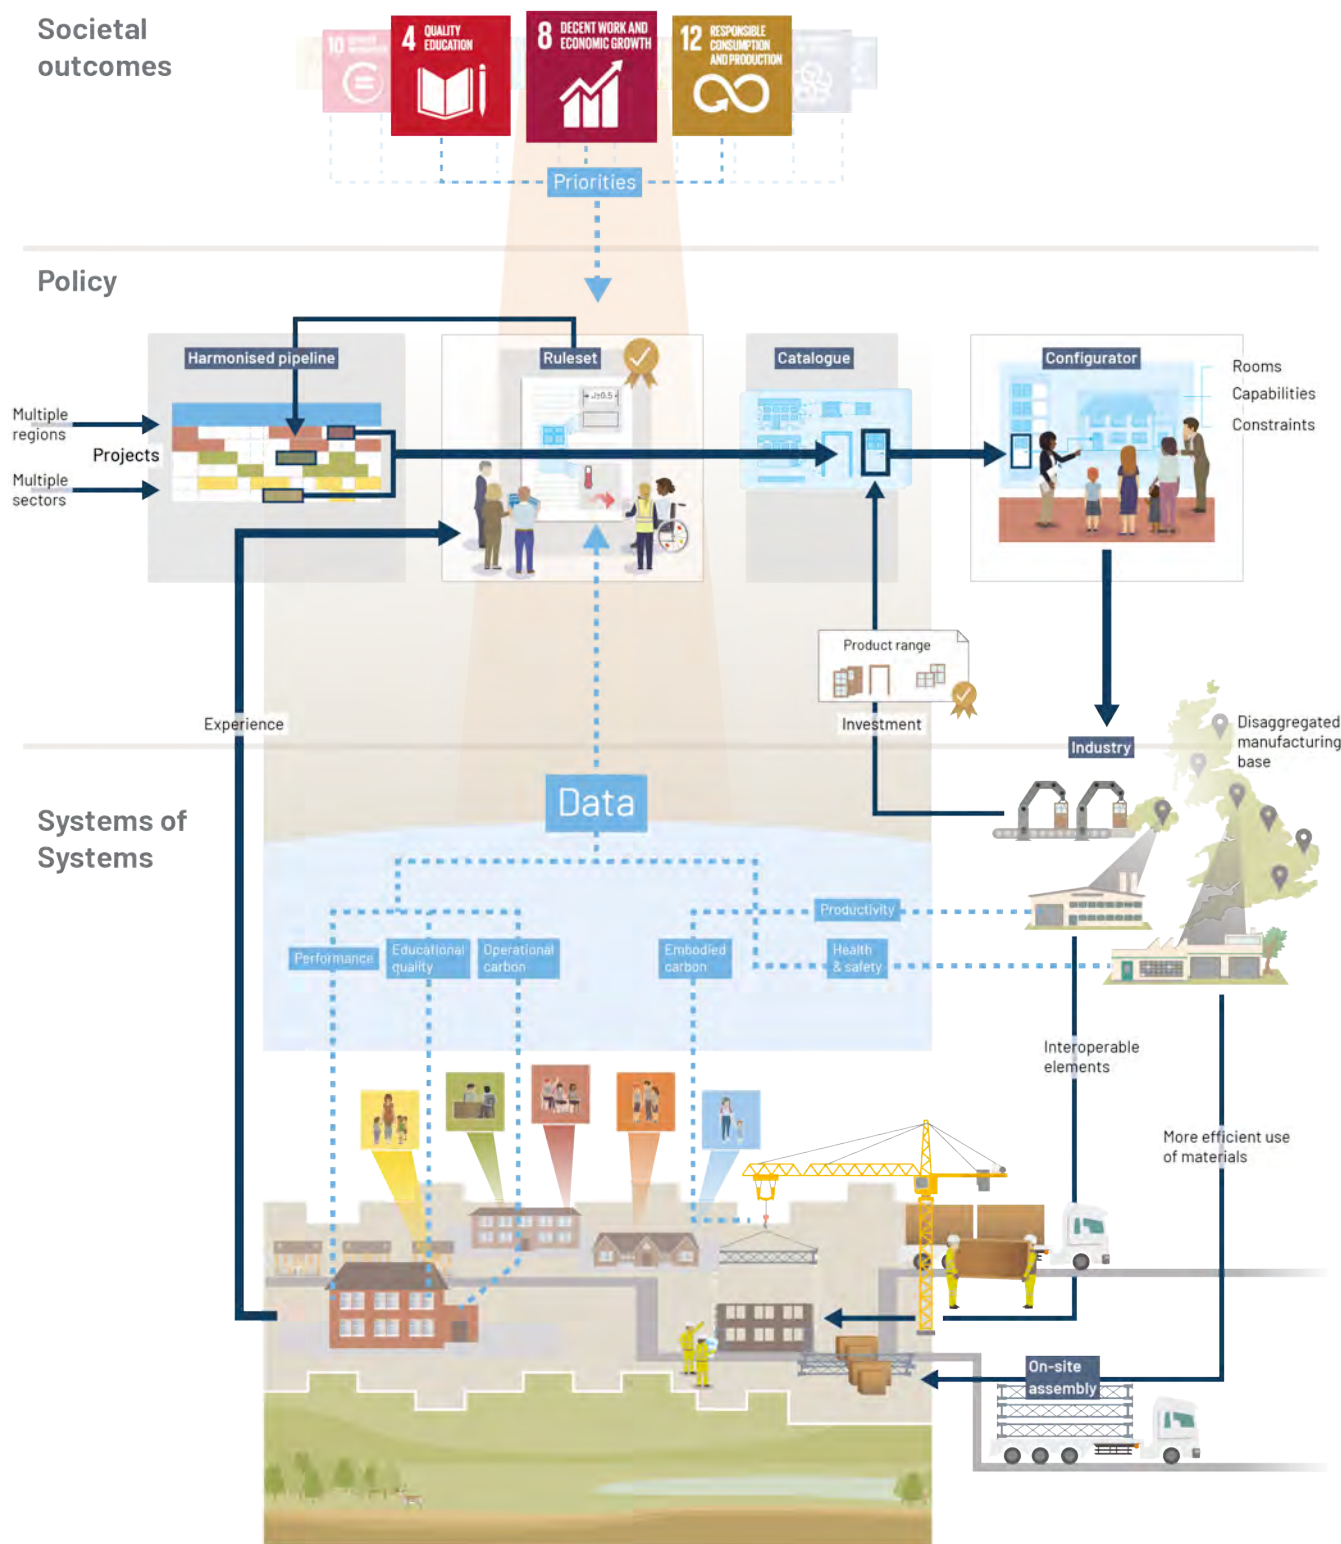 Societal
outcomes
10
4 QUALITY
EDUCATION
8 DECENT WORK AND
ECONOMIC GROWTH
12 RESPONSIBLE
CONSUMPTION
AND PRODUCTION
Priorities
Policy
Harmonised pipeline
Ruleset
Catalogue
Configurator
Rooms
Capabilities
Constraints
Multiple
regions
Projects
Multiple
sectors
Product range
Experience
Investment
Industry
Disaggregated
manufacturing
base
Data
Systems of
Systems
Productivity
Performance
Educational
quality
Operational
carbon
Embodied
carbon
Health
& safety
Interoperable
elements
More efficient use
of materials
On-site
assembly